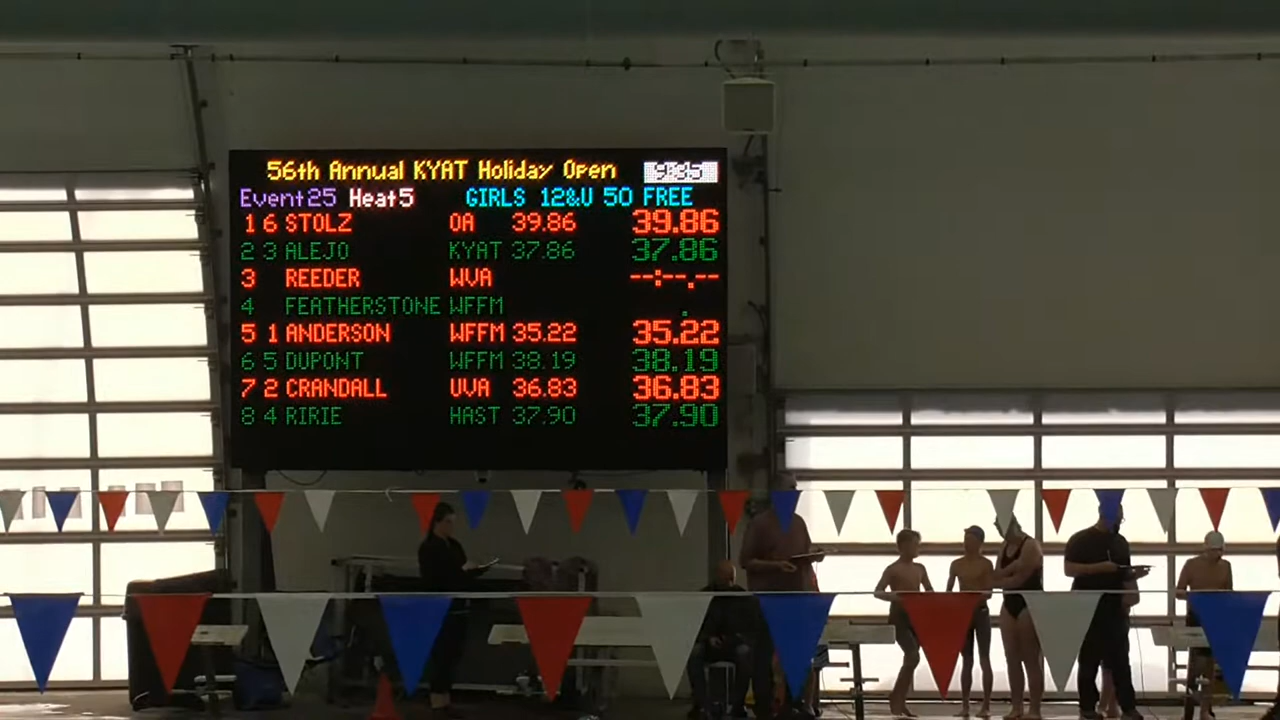 56th Annual KYAT Holiday Open
Event25 Heat5 GIRLS 12&U 50 FREE
1 6 STOLZ OA 39.86 39.86
2 3 ALEJO KYAT 37.86 37.86
3 REEDER WVA --:--.--
4 FEATHERSTONE WFFM .
5 1 ANDERSON WFFM 35.22 35.22
6 5 DUPONT WFFM 38.19 38.19
7 2 CRANDALL UVA 36.83 36.83
8 4 RIRIE HAST 37.90 37.90